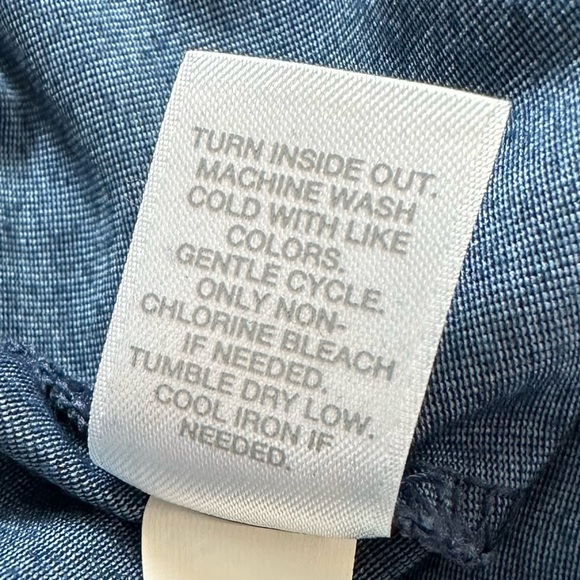 TURN INSIDE OUT.
MACHINE WASH
COLD WITH LIKE
COLORS.
GENTLE CYCLE.
ONLY NON-
CHLORINE BLEACH
IF NEEDED.
TUMBLE DRY LOW.
COOL IRON IF
NEEDED.